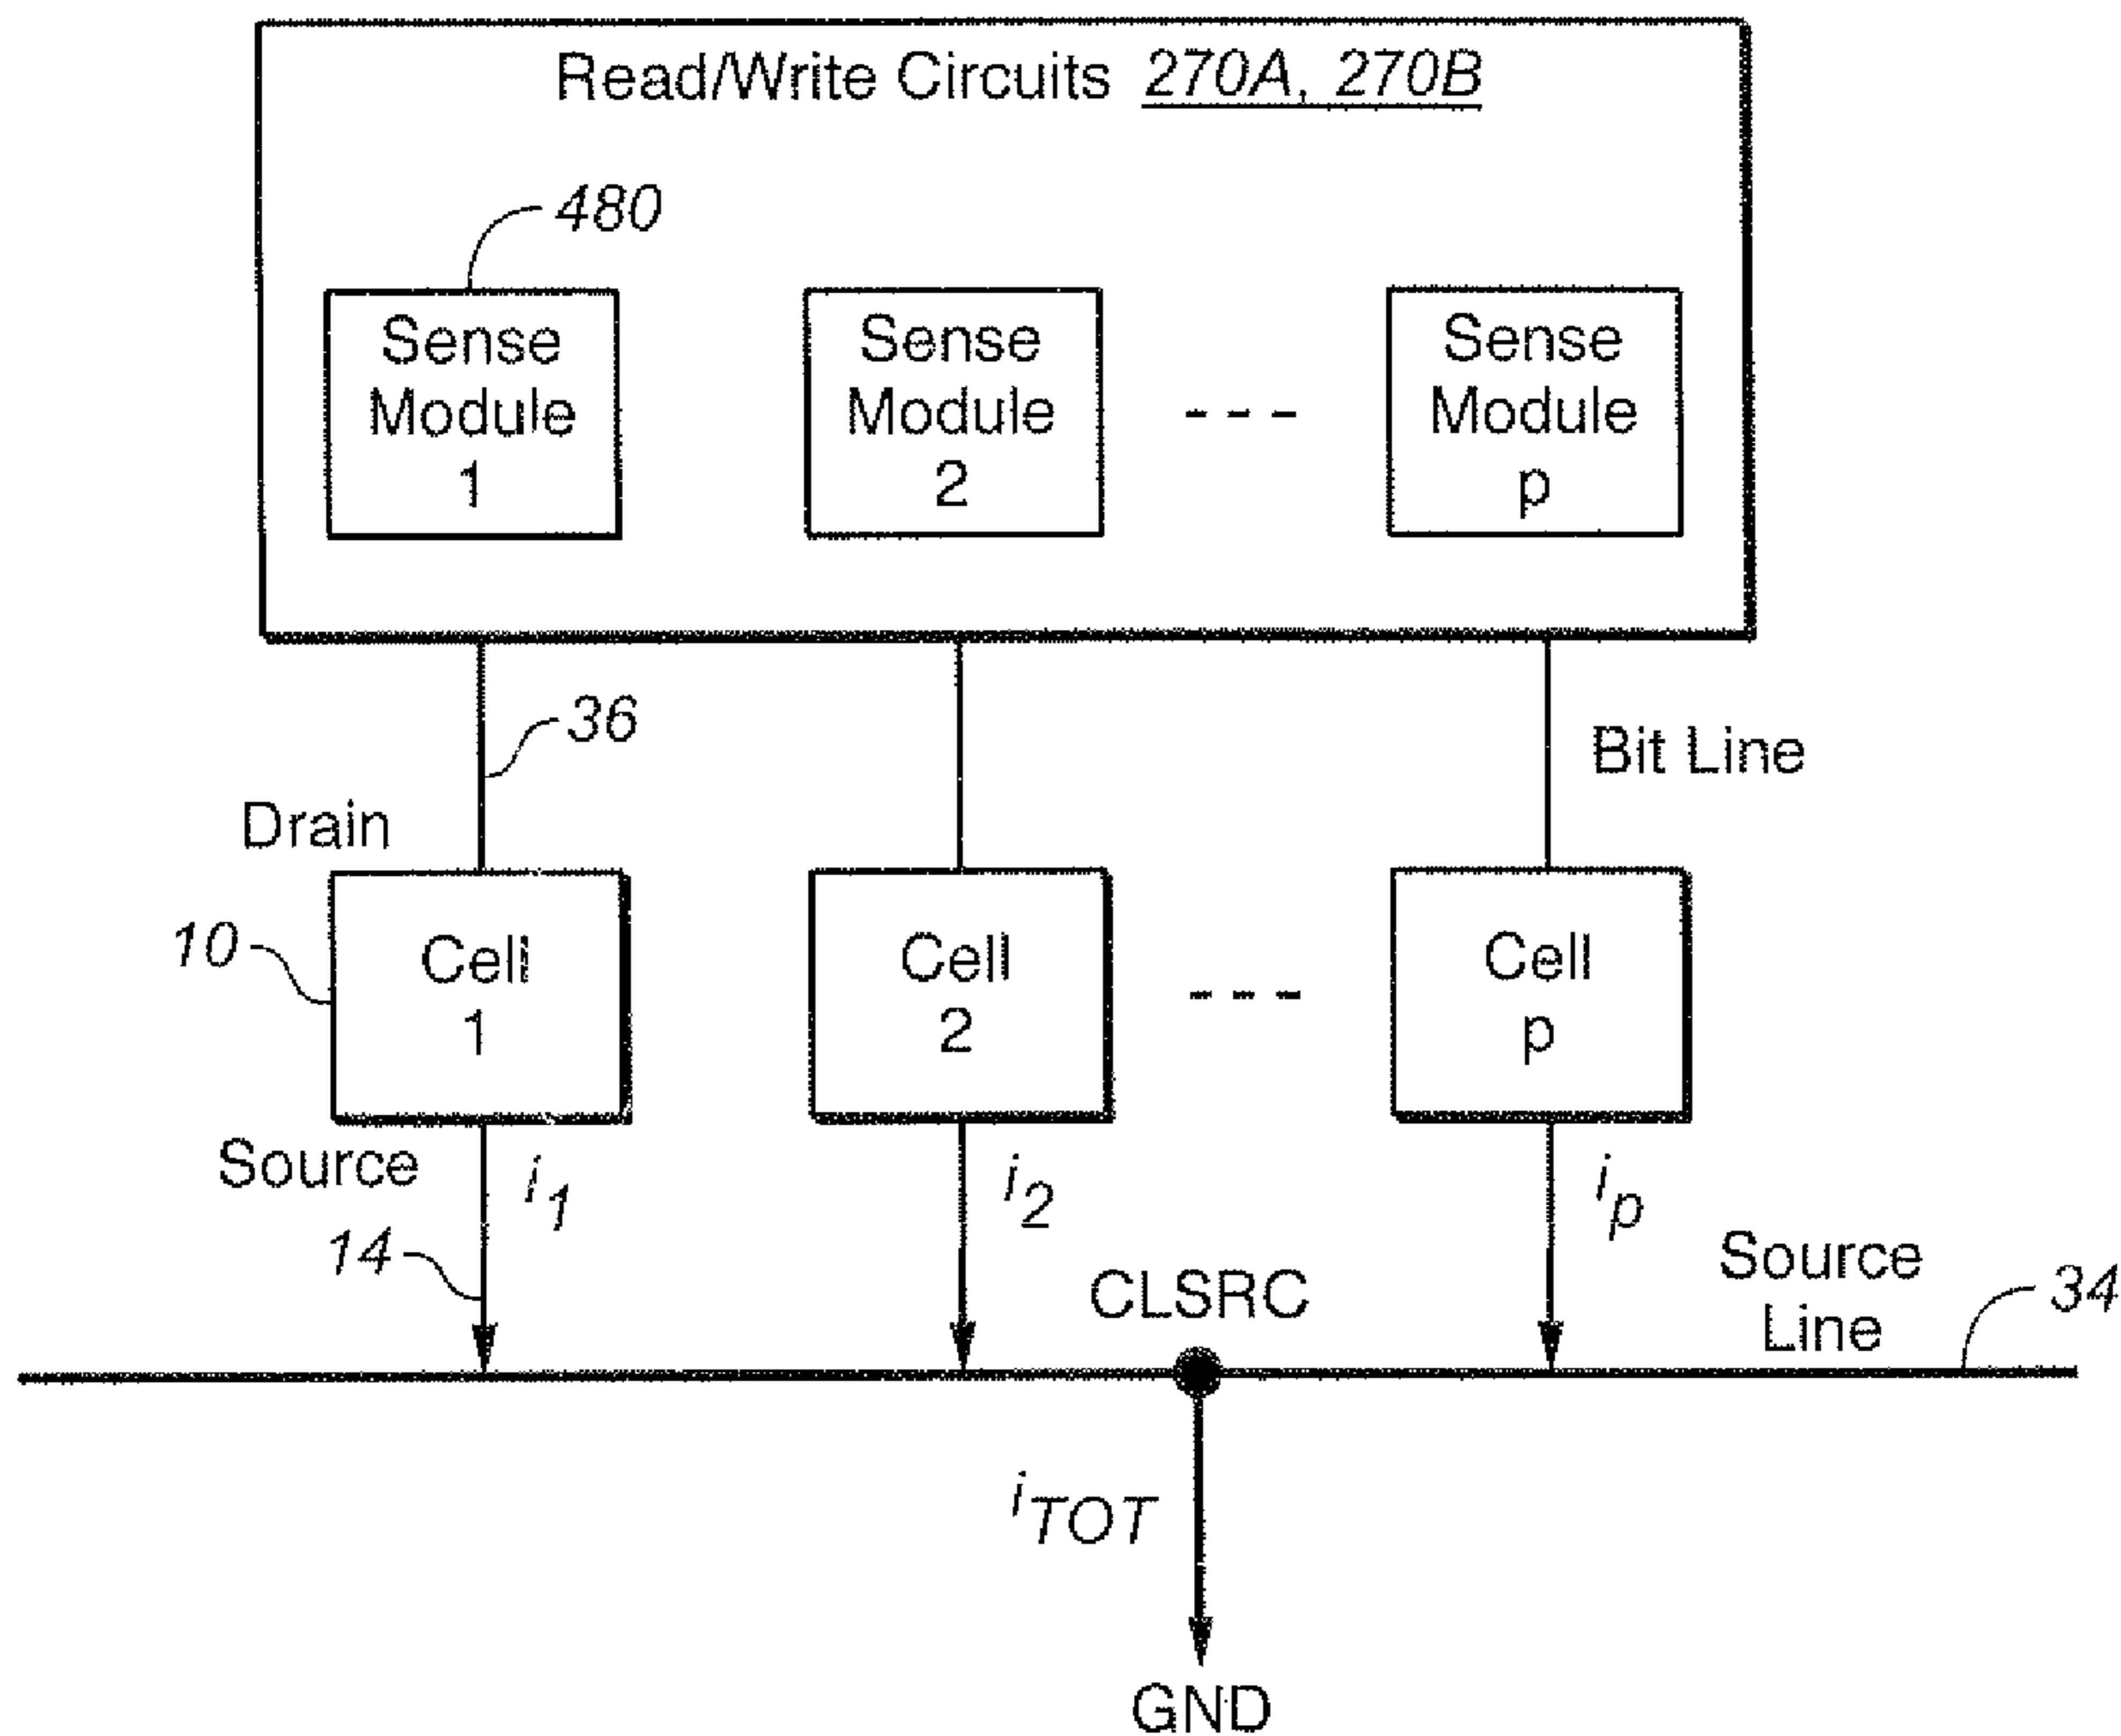 Read/Write Circuits 270A, 270B
480
Sense Module 1
Sense Module 2
---
Sense Module p
36
Bit Line
Drain
10
Cell 1
Cell 2
---
Cell p
Source
i1
i2
ip
14
CLSRC
Source Line
34
iTOT
GND